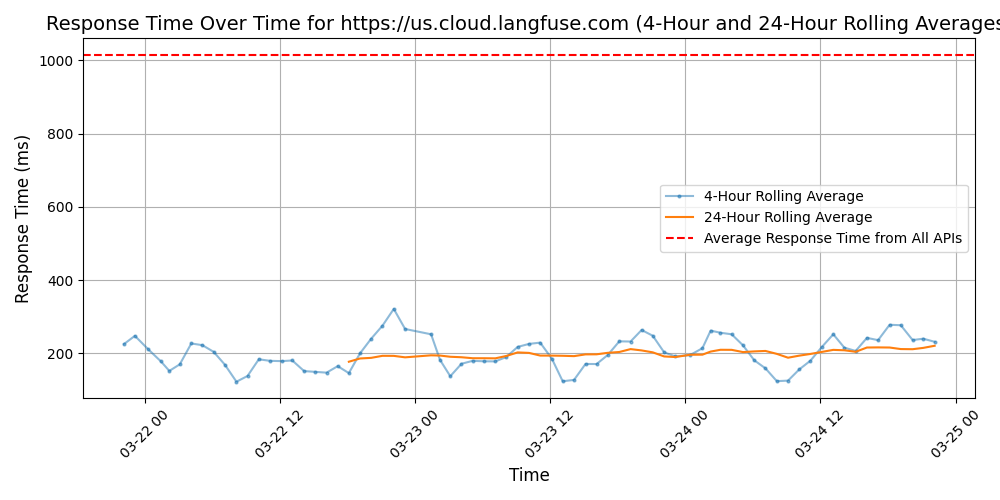 Response Time Over Time for https://us.cloud.langfuse.com (4-Hour and 24-Hour Rolling Averages
Response Time (ms)
1000
800
600
400
200
4-Hour Rolling Average
24-Hour Rolling Average
Average Response Time from All APIs
03-22 00
03-22 12
03-23 00
03-23 12
03-24 00
03-24 12
03-25 00
Time